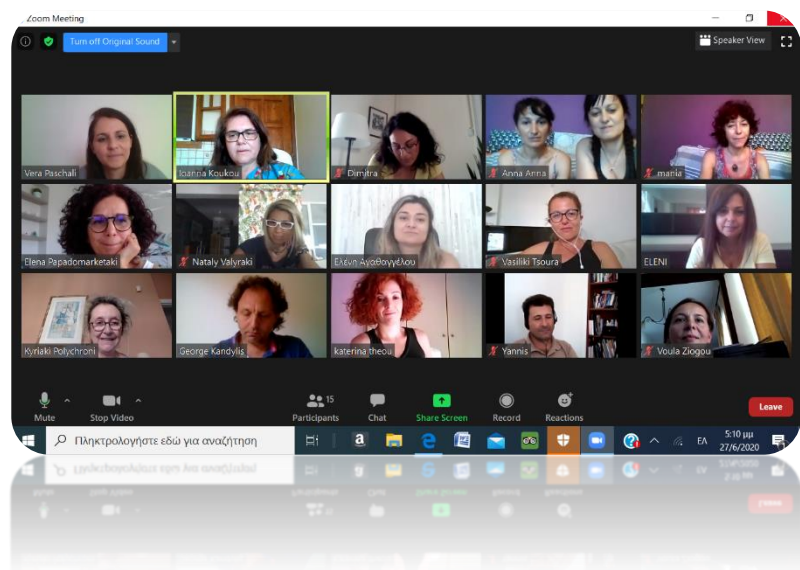 Zoom Meeting
Turn off Original Sound
Speaker View
Vera Paschali
Ioanna Koukou
Dimitra
Anna Anna
mania
Elena Papadomarketaki
Nataly Valyraki
Ελένη Αγαθαγγέλου
Vasiliki Tsoura
ELENI
Kyriaki Polychroni
George Kandylis
katerina theou
Yannis
Voula Ziogou
15
Mute
Stop Video
Participants
Chat
Share Screen
Record
Reactions
Leave
Πληκτρολογήστε εδώ για αναζήτηση
ΕΛ
5:10 μμ
27/6/2020